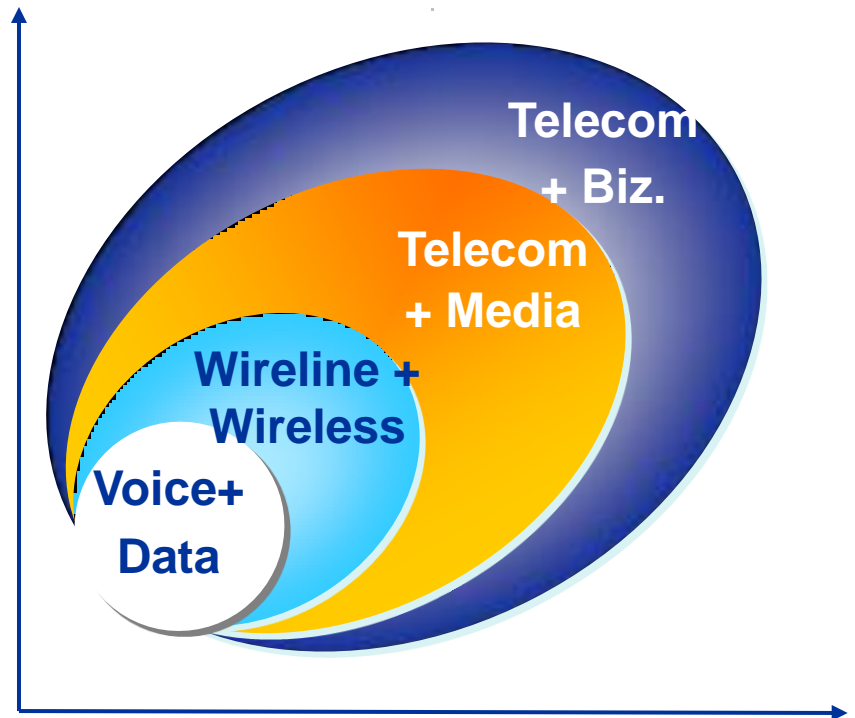 Telecom
+ Biz.
Telecom
+ Media
Wireline +
Wireless
Voice+
Data